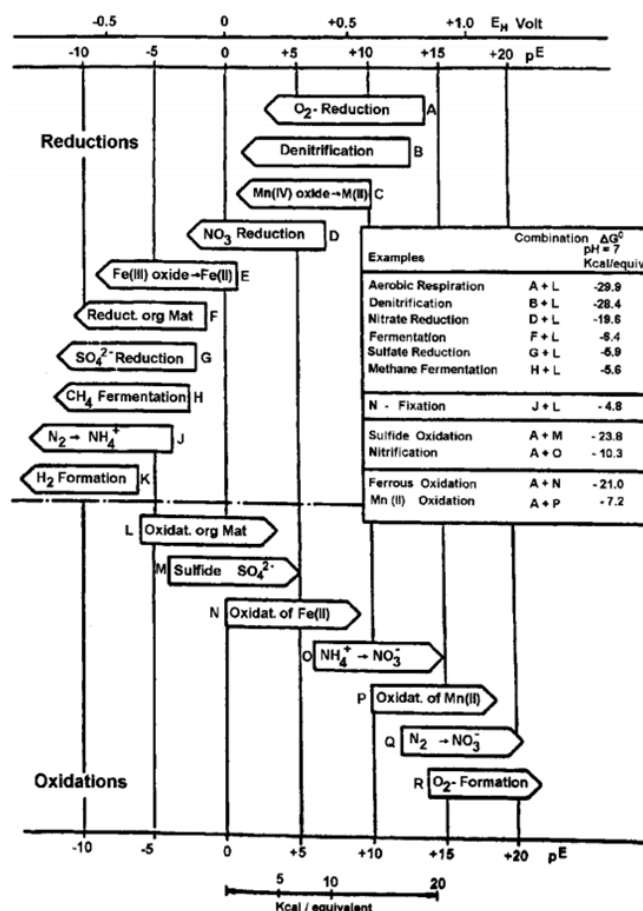 -0.5 0 +0.5 +1.0 E_H Volt
-10 -5 0 +5 +10 +15 +20 p^E
O₂- Reduction A
Reductions
Denitrification B
Mn(IV) oxide→M(II) C
NO₃ Reduction D
Fe(III) oxide→Fe(II) E
Reduct. org Mat F
SO₄²⁻ Reduction G
CH₄ Fermentation H
N₂→ NH₄⁺ J
H₂ Formation K
Combination ΔG⁰
pH = 7
Examples Kcal/equiv
Aerobic Respiration A + L -29.9
Denitrification B + L -28.4
Nitrate Reduction D + L -19.6
Fermentation F + L -6.4
Sulfate Reduction G + L -5.9
Methane Fermentation H + L -5.6
N - Fixation J + L - 4.8
Sulfide Oxidation A + M - 23.8
Nitrification A + O - 10.3
Ferrous Oxidation A + N - 21.0
Mn (II) Oxidation A + P - 7.2
L Oxidat. org Mat
M Sulfide SO₄²⁻
N Oxidat. of Fe(II)
O NH₄⁺ → NO₃⁻
P Oxidat. of Mn(II)
Q N₂ → NO₃⁻
Oxidations
R O₂- Formation
-10 -5 0 +5 +10 +15 +20 p^E
0 5 10 20
Kcal / equivalent